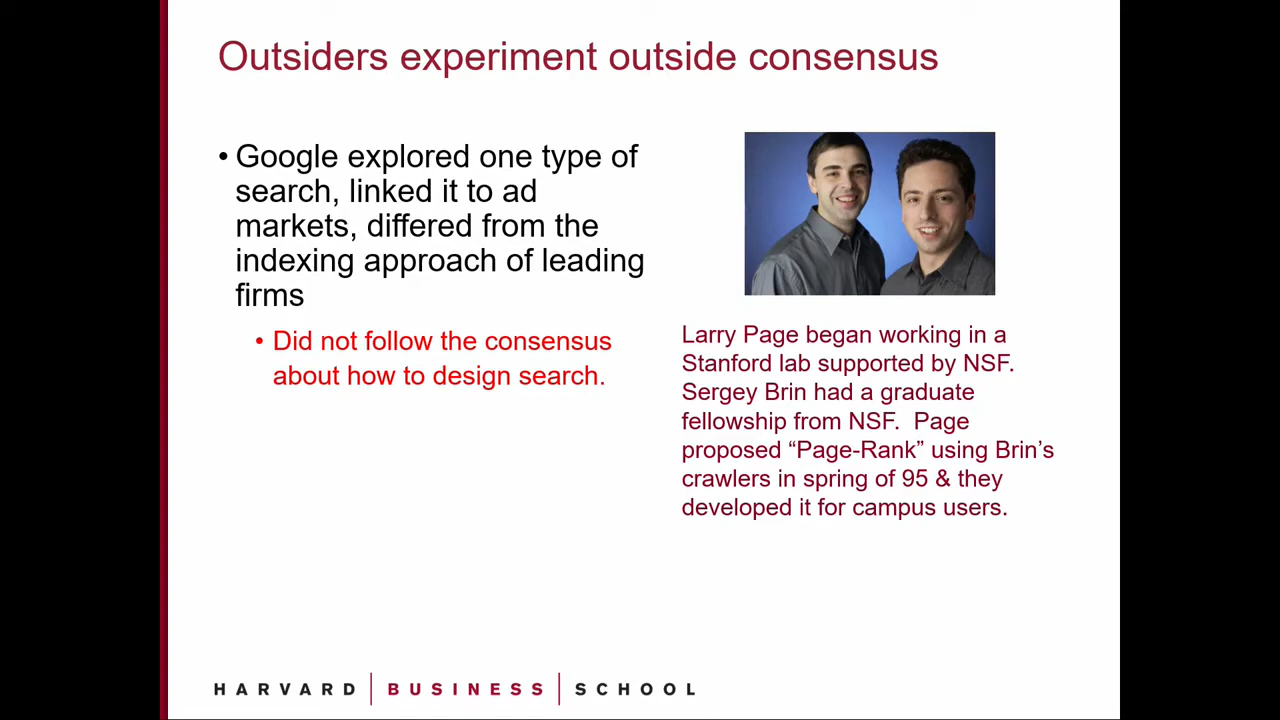 Outsiders experiment outside consensus
• Google explored one type of
search, linked it to ad
markets, differed from the
indexing approach of leading
firms
• Did not follow the consensus
about how to design search.
Larry Page began working in a
Stanford lab supported by NSF.
Sergey Brin had a graduate
fellowship from NSF.  Page
proposed “Page-Rank” using Brin’s
crawlers in spring of 95 & they
developed it for campus users.
HARVARD | BUSINESS | SCHOOL